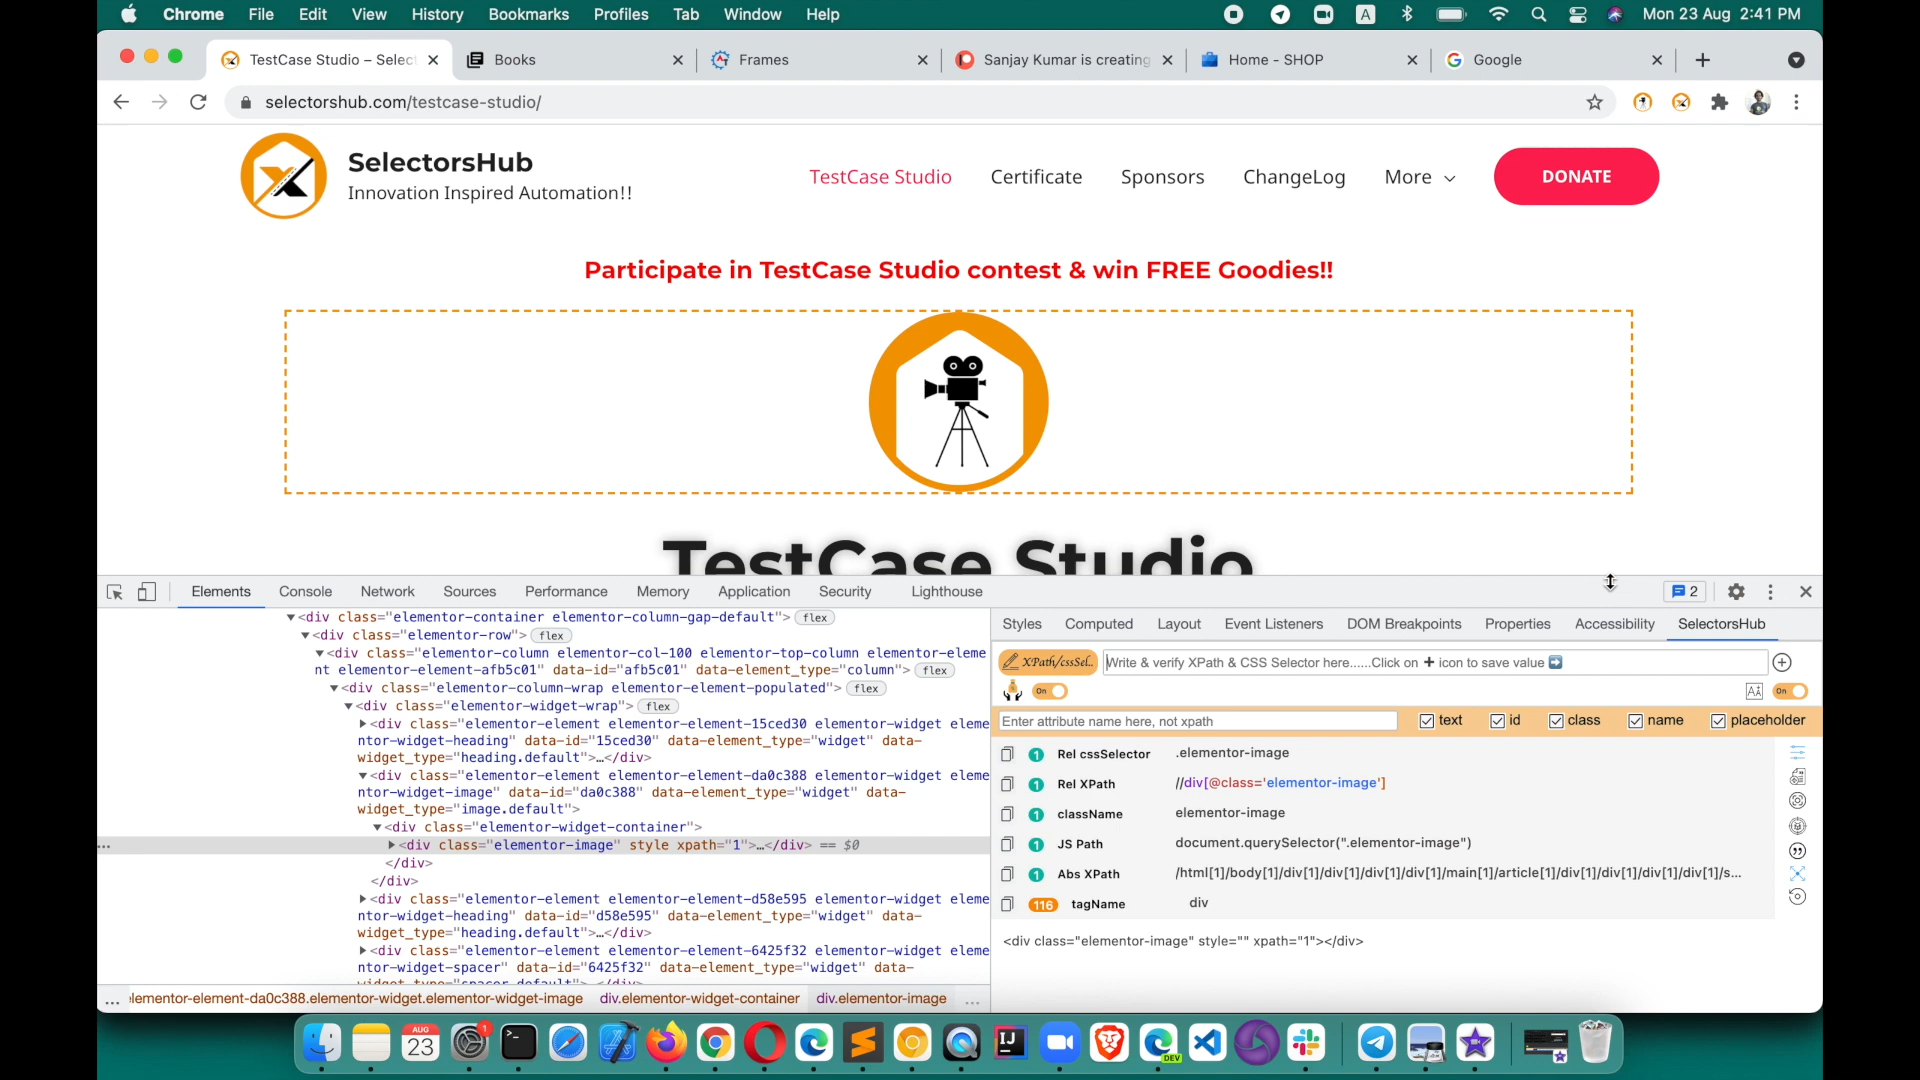 Chrome File Edit View History Bookmarks Profiles Tab Window Help A Mon 23 Aug 2:41 PM
TestCase Studio – Select Books Frames Sanjay Kumar is creating Home - SHOP Google
selectorshub.com/testcase-studio/
SelectorsHub
Innovation Inspired Automation!!
TestCase Studio Certificate Sponsors ChangeLog More DONATE
Participate in TestCase Studio contest & win FREE Goodies!!
TestCase Studio
Elements Console Network Sources Performance Memory Application Security Lighthouse 2
▼<div class="elementor-container elementor-column-gap-default"> flex
▼<div class="elementor-row"> flex
▼<div class="elementor-column elementor-col-100 elementor-top-column elementor-eleme
nt elementor-element-afb5c01" data-id="afb5c01" data-element_type="column"> flex
▼<div class="elementor-column-wrap elementor-element-populated"> flex
▼<div class="elementor-widget-wrap"> flex
▶<div class="elementor-element elementor-element-15ced30 elementor-widget eleme
ntor-widget-heading" data-id="15ced30" data-element_type="widget" data-
widget_type="heading.default">…</div>
▼<div class="elementor-element elementor-element-da0c388 elementor-widget eleme
ntor-widget-image" data-id="da0c388" data-element_type="widget" data-
widget_type="image.default">
▼<div class="elementor-widget-container">
… ▶<div class="elementor-image" style xpath="1">…</div> == $0
</div>
</div>
▶<div class="elementor-element elementor-element-d58e595 elementor-widget eleme
ntor-widget-heading" data-id="d58e595" data-element_type="widget" data-
widget_type="heading.default">…</div>
▶<div class="elementor-element elementor-element-6425f32 elementor-widget eleme
ntor-widget-spacer" data-id="6425f32" data-element_type="widget" data-
widget_type="spacer.default">…</div>
… elementor-element-da0c388.elementor-widget.elementor-widget-image div.elementor-widget-container div.elementor-image …
Styles Computed Layout Event Listeners DOM Breakpoints Properties Accessibility SelectorsHub
XPath/cssSel.. Write & verify XPath & CSS Selector here......Click on + icon to save value
On On
Enter attribute name here, not xpath text id class name placeholder
1 Rel cssSelector .elementor-image
1 Rel XPath //div[@class='elementor-image']
1 className elementor-image
1 JS Path document.querySelector(".elementor-image")
1 Abs XPath /html[1]/body[1]/div[1]/div[1]/div[1]/div[1]/main[1]/article[1]/div[1]/div[1]/div[1]/div[1]/s...
116 tagName div
<div class="elementor-image" style="" xpath="1"></div>
AUG
23
1
IJ
DEV